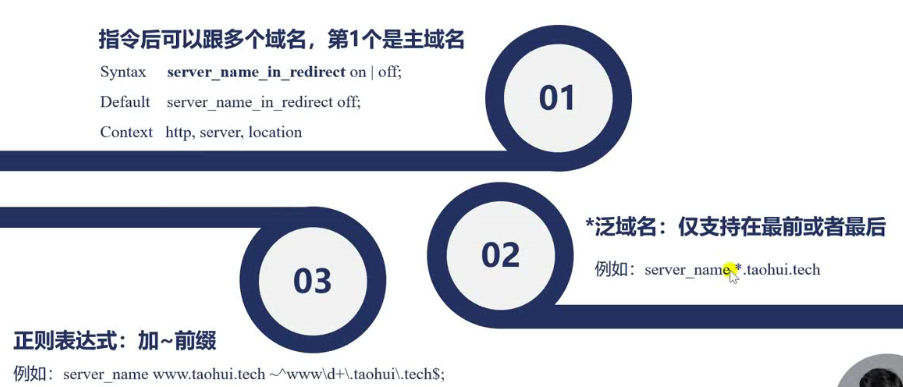 指令后可以跟多个域名，第1个是主域名
Syntax server_name_in_redirect on | off;
Default server_name_in_redirect off;
Context http, server, location
01
02
*泛域名：仅支持在最前或者最后
例如：server_name *.taohui.tech
03
正则表达式：加~前缀
例如：server_name www.taohui.tech ~^www\d+\.taohui\.tech$;